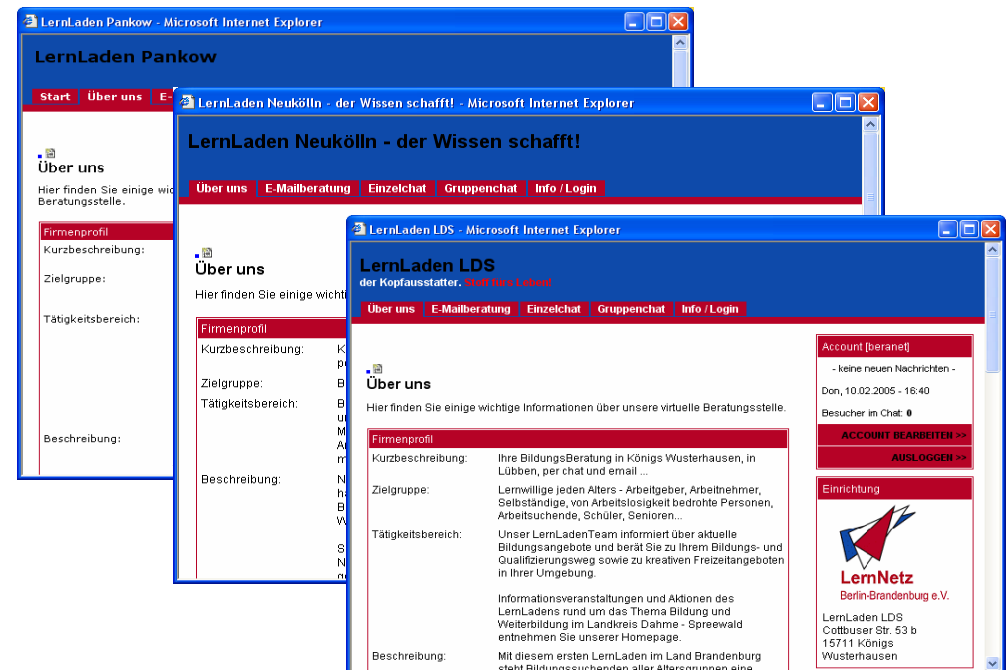 LernLaden Pankow - Microsoft Internet Explorer
LernLaden Pankow
Start Über uns E-
Über uns
Hier finden Sie einige wic
Beratungsstelle.
Firmenprofil
Kurzbeschreibung:
Zielgruppe:
Tätigkeitsbereich:
Beschreibung:
LernLaden Neukölln - der Wissen schafft! - Microsoft Internet Explorer
LernLaden Neukölln - der Wissen schafft!
Über uns E-Mailberatung Einzelchat Gruppenchat Info / Login
Über uns
Hier finden Sie einige wichti
Firmenprofil
Kurzbeschreibung: K
p
Zielgruppe: B
Tätigkeitsbereich: B
u
M
A
m
Beschreibung: N
h
B
W
S
N
g
LernLaden LDS - Microsoft Internet Explorer
LernLaden LDS
der Kopfausstatter. Stoff fürs Leben!
Über uns E-Mailberatung Einzelchat Gruppenchat Info / Login
Über uns
Hier finden Sie einige wichtige Informationen über unsere virtuelle Beratungsstelle.
Firmenprofil
Kurzbeschreibung: Ihre BildungsBeratung in Königs Wusterhausen, in
Lübben, per chat und email ...
Zielgruppe: Lernwillige jeden Alters - Arbeitgeber, Arbeitnehmer,
Selbständige, von Arbeitslosigkeit bedrohte Personen,
Arbeitsuchende, Schüler, Senioren...
Tätigkeitsbereich: Unser LernLadenTeam informiert über aktuelle
Bildungsangebote und berät Sie zu Ihrem Bildungs- und
Qualifizierungsweg sowie zu kreativen Freizeitangeboten
in Ihrer Umgebung.
Informationsveranstaltungen und Aktionen des
LernLadens rund um das Thema Bildung und
Weiterbildung im Landkreis Dahme - Spreewald
entnehmen Sie unserer Homepage.
Beschreibung: Mit diesem ersten LernLaden im Land Brandenburg
steht Bildungssuchenden aller Altersgruppen eine
Account [beranet]
- keine neuen Nachrichten -
Don, 10.02.2005 - 16:40
Besucher im Chat: 0
ACCOUNT BEARBEITEN >>
AUSLOGGEN >>
Einrichtung
LernNetz
Berlin-Brandenburg e.V.
LernLaden LDS
Cottbuser Str. 53 b
15711 Königs
Wusterhausen